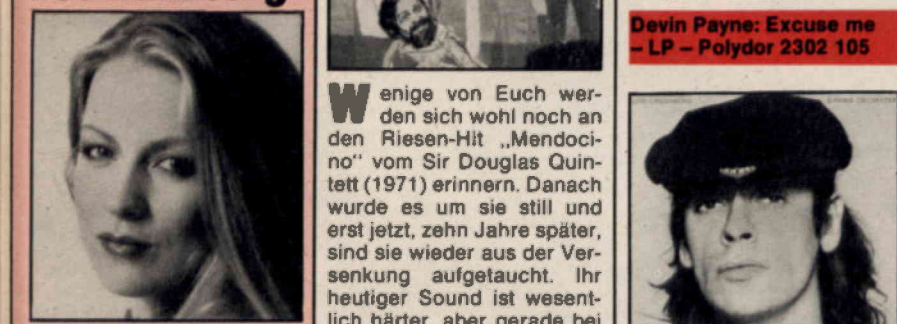 Wenige von Euch wer-
den sich wohl noch an
den Riesen-Hit „Mendoci-
no“ vom Sir Douglas Quin-
tett (1971) erinnern. Danach
wurde es um sie still und
erst jetzt, zehn Jahre später,
sind sie wieder aus der Ver-
senkung aufgetaucht. Ihr
heutiger Sound ist wesent-
lich härter, aber gerade bei
Devin Payne: Excuse me
– LP – Polydor 2302 105